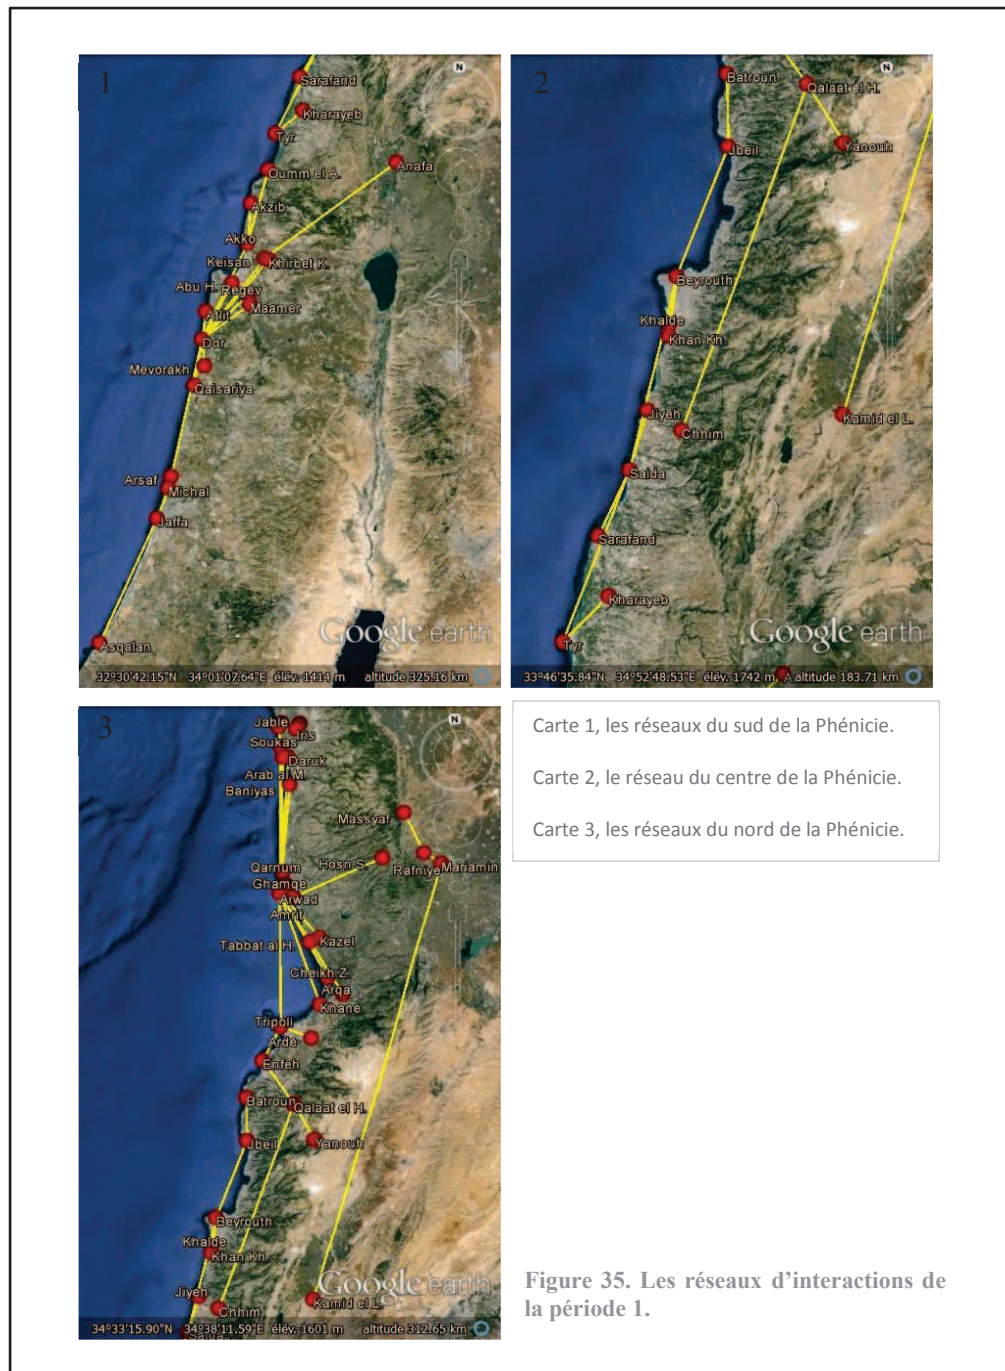 1
N
Sarafand
Kharayeb
Tyr
Anafa
Oumm el A.
Akzib
Akko
Keisan
Khirbet K.
Abu H.
Regev
Maamer
Atlit
Dor
Mevorakh
Qaisariya
Arsaf
Michal
Jaffa
Asqalan
Google earth
32°30'42.15"N 34°01'07.64"E élév.-1414 m altitude 325.16 km
2
N
Batroun
Qalaat el H.
Jbeil
Yanouh
Beyrouth
Khalde
Khan Kh.
Jiyeh
Chhim
Kamid el L.
Saida
Sarafand
Kharayeb
Tyr
Google earth
33°46'35.84"N 34°52'48.53"E élév.-1742 m A altitude 183.71 km
3
N
Jable
Iris
Soukas
Daruk
Arab al M.
Baniyas
Massyaf
Hosn S.
Rafniye
Mariamin
Qarnum
Ghamqe
Arwad
Amrit
Tabbat al H.
Kazel
Cheikh Z.
Arqa
Khane
Tripoli
Arde
Enfeh
Batroun
Qalaat el H.
Jbeil
Yanouh
Beyrouth
Khalde
Khan Kh.
Jiyeh
Chhim
Kamid el L.
Saida
Google earth
34°33'15.90"N 34°38'11.59"E élév.-1601 m altitude 312.65 km
Carte 1, les réseaux du sud de la Phénicie.
Carte 2, le réseau du centre de la Phénicie.
Carte 3, les réseaux du nord de la Phénicie.
Figure 35. Les réseaux d'interactions de
la période 1.